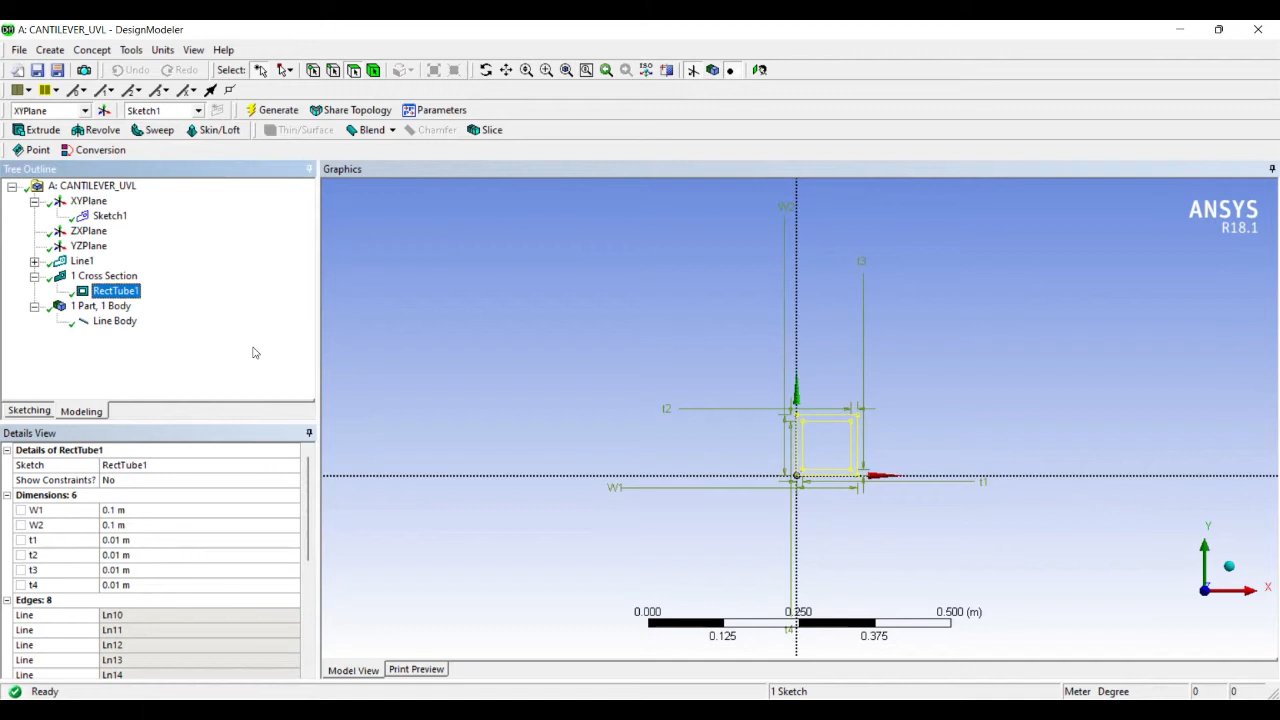 A: CANTILEVER_UVL - DesignModeler
File Create Concept Tools Units View Help
Undo Redo Select: ISO
XYPlane Sketch1 Generate Share Topology Parameters
Extrude Revolve Sweep Skin/Loft Thin/Surface Blend Chamfer Slice
Point Conversion
Tree Outline
A: CANTILEVER_UVL
XYPlane
Sketch1
ZXPlane
YZPlane
Line1
1 Cross Section
RectTube1
1 Part, 1 Body
Line Body
Sketching Modeling
Details View
Details of RectTube1
Sketch RectTube1
Show Constraints? No
Dimensions: 6
W1 0.1 m
W2 0.1 m
t1 0.01 m
t2 0.01 m
t3 0.01 m
t4 0.01 m
Edges: 8
Line Ln10
Line Ln11
Line Ln12
Line Ln13
Line Ln14
Graphics
ANSYS
R18.1
W2
t3
t2
W1
t1
t4
Y
X
0.000 0.250 0.500 (m)
0.125 0.375
Model View Print Preview
Ready 1 Sketch Meter Degree 0 0